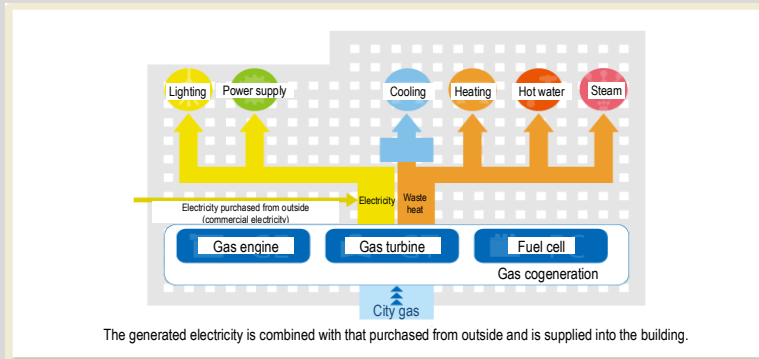 Lighting
Power supply
Cooling
Heating
Hot water
Steam
Electricity purchased from outside
(commercial electricity)
Electricity
Waste
heat
Gas engine
Gas turbine
Fuel cell
Gas cogeneration
City gas
The generated electricity is combined with that purchased from outside and is supplied into the building.